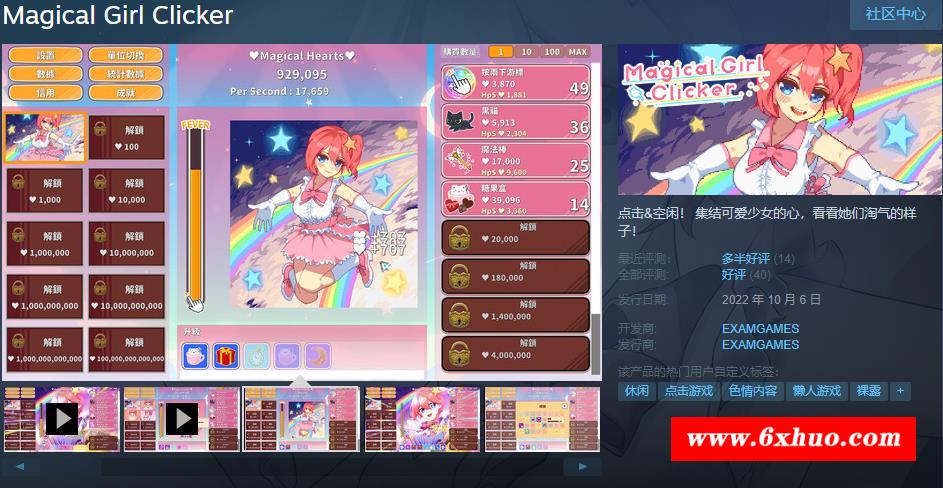 Magical Girl Clicker
社区中心
設置
單位切換
數據
統計數據
信用
成就
解鎖
♥ 100
解鎖
♥ 1,000
解鎖
♥ 10,000
解鎖
♥ 1,000,000
解鎖
♥ 10,000,000
解鎖
♥ 1,000,000,000
解鎖
♥ 10,000,000,000
解鎖
♥ 1,000,000,000,000
解鎖
♥ 100,000,000,000,000
♥Magical Hearts♥
929,095
Per Second : 17,659
FEVER
+787
+787
升級
購買數量
1
10
100
MAX
按兩下游標
♥ 3,870
HpS ♥ 1,881
49
黑貓
♥ 5,913
HpS ♥ 2,304
36
魔法棒
♥ 17,000
HpS ♥ 9,600
25
糖果盒
♥ 39,096
HpS ♥ 3,360
14
解鎖
♥ 20,000
解鎖
♥ 180,000
解鎖
♥ 1,400,000
解鎖
♥ 4,000,000
Magical Girl
Clicker
点击&空闲！ 集结可爱少女的心，看看她们淘气的样
子！
最近评测: 多半好评 (14)
全部评测: 好评 (40)
发行日期: 2022 年 10 月 6 日
开发商: EXAMGAMES
发行商: EXAMGAMES
该产品的热门用户自定义标签:
休闲 点击游戏 色情内容 懒人游戏 裸露 +
www.6xhuo.com